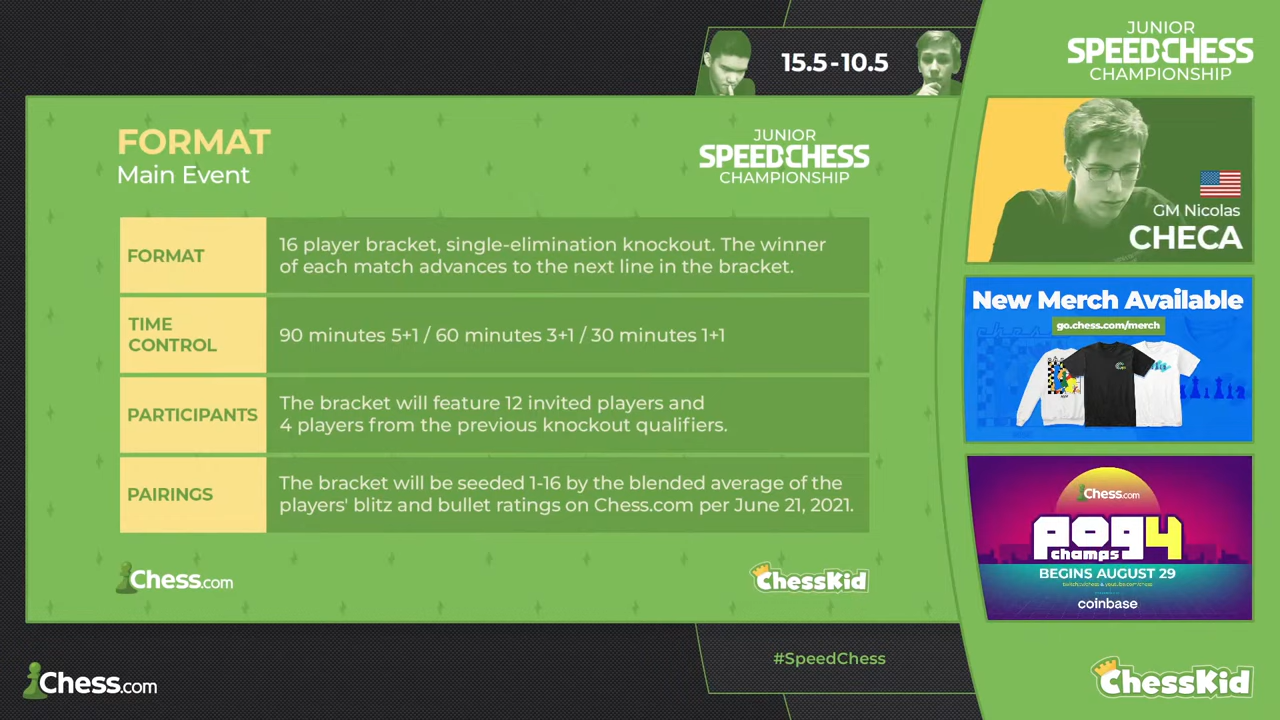 15.5-10.5
JUNIOR
SPEEDCHESS
CHAMPIONSHIP
FORMAT
Main Event
JUNIOR
SPEEDCHESS
CHAMPIONSHIP
FORMAT
16 player bracket, single-elimination knockout. The winner
of each match advances to the next line in the bracket.
TIME
CONTROL
90 minutes 5+1 / 60 minutes 3+1 / 30 minutes 1+1
PARTICIPANTS
The bracket will feature 12 invited players and
4 players from the previous knockout qualifiers.
PAIRINGS
The bracket will be seeded 1-16 by the blended average of the
players' blitz and bullet ratings on Chess.com per June 21, 2021.
Chess.com
ChessKid
GM Nicolas
CHECA
New Merch Available
go.chess.com/merch
Chess.com
pog4
champs
BEGINS AUGUST 29
coinbase
#SpeedChess
Chess.com
ChessKid